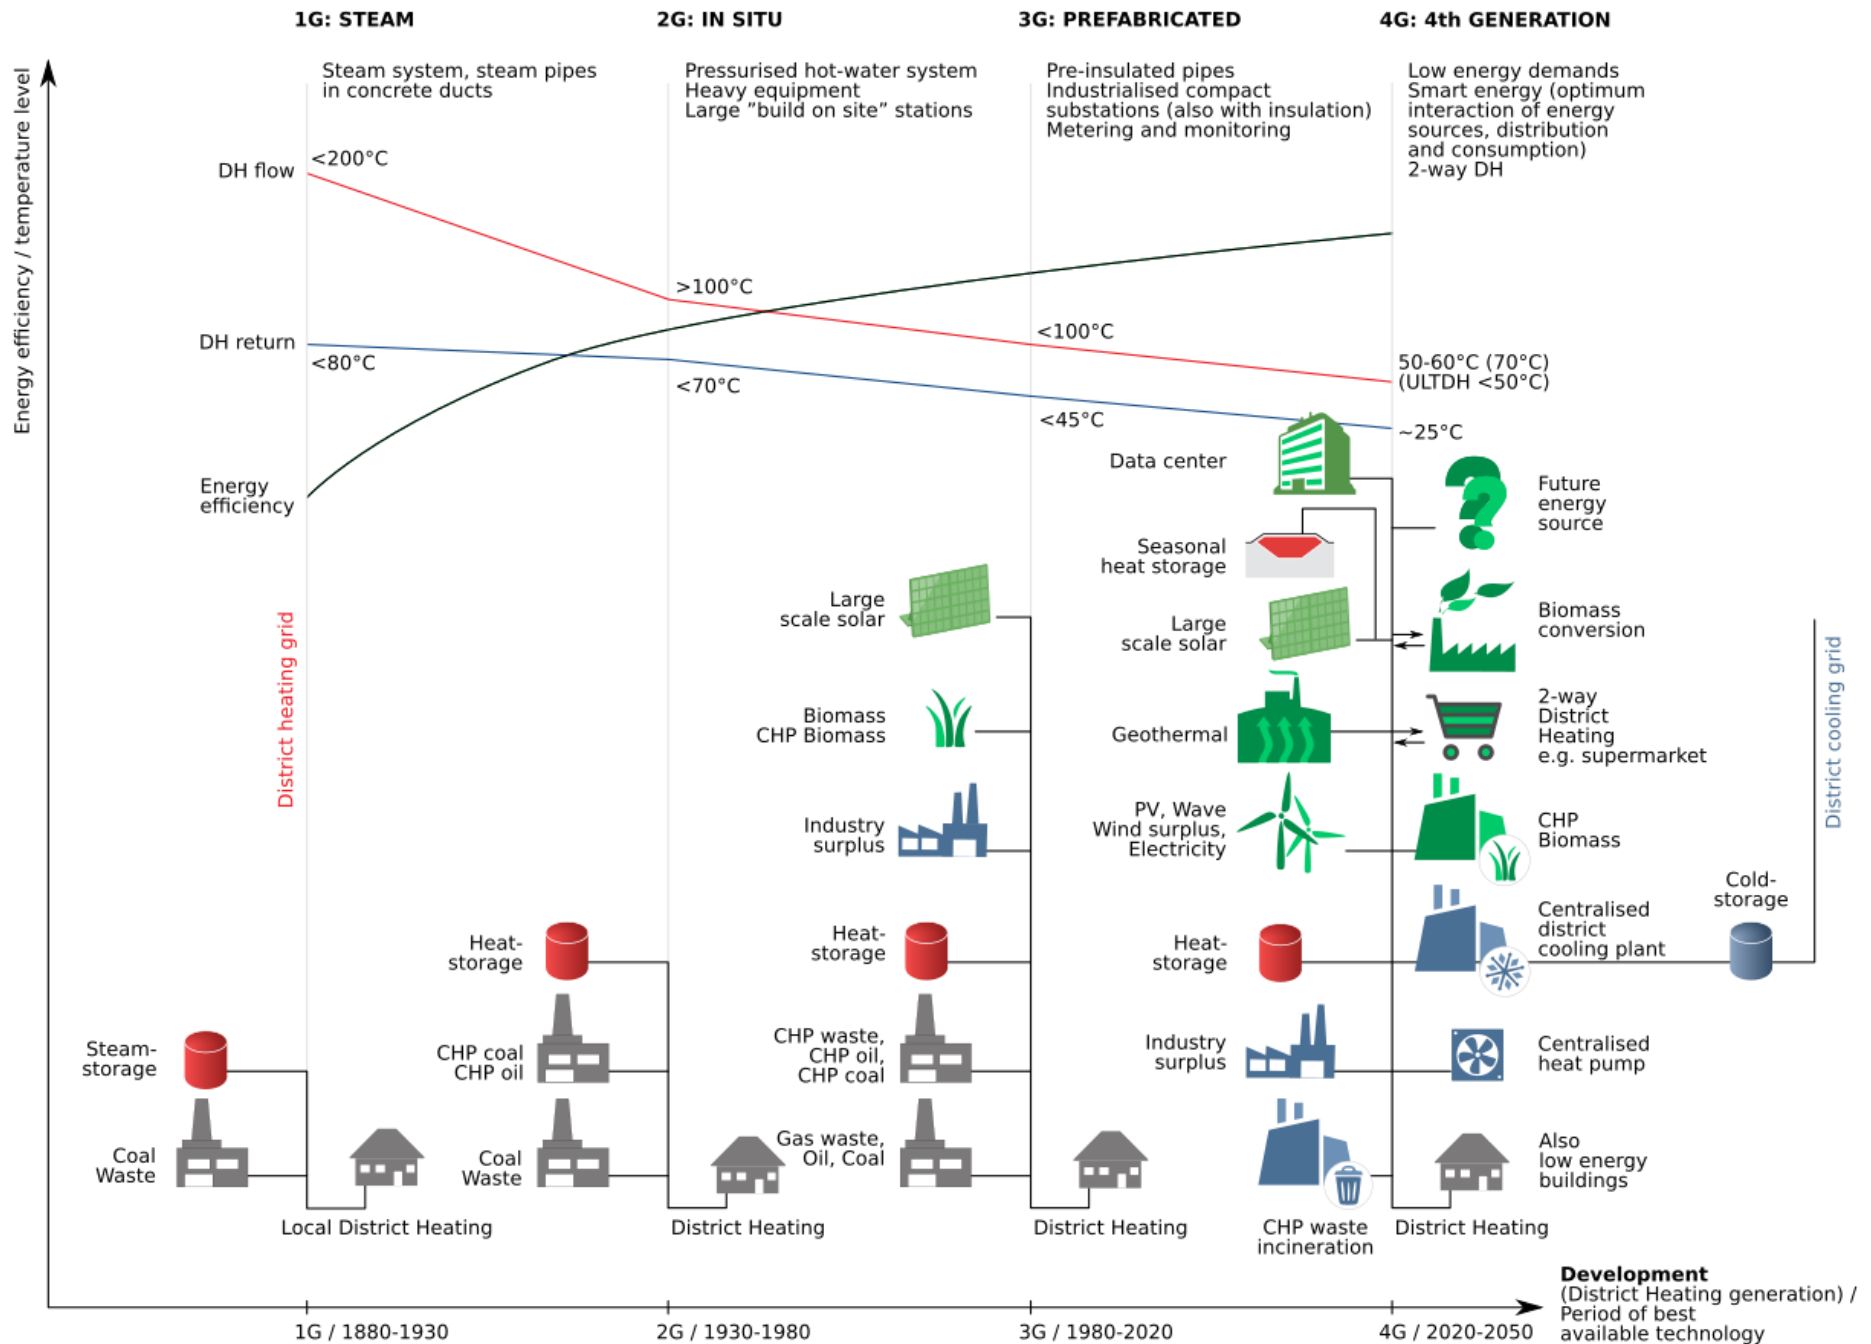 1G: STEAM
2G: IN SITU
3G: PREFABRICATED
4G: 4th GENERATION
Steam system, steam pipes
in concrete ducts
Pressurised hot-water system
Heavy equipment
Large ”build on site” stations
Pre-insulated pipes
Industrialised compact
substations (also with insulation)
Metering and monitoring
Low energy demands
Smart energy (optimum
interaction of energy
sources, distribution
and consumption)
2-way DH
Energy efficiency / temperature level
DH flow
<200°C
>100°C
<100°C
50-60°C (70°C)
(ULTDH <50°C)
DH return
<80°C
<70°C
<45°C
~25°C
Energy
efficiency
District heating grid
Steam-
storage
Coal
Waste
Local District Heating
Heat-
storage
CHP coal
CHP oil
Coal
Waste
District Heating
Large
scale solar
Biomass
CHP Biomass
Industry
surplus
Heat-
storage
CHP waste,
CHP oil,
CHP coal
Gas waste,
Oil, Coal
District Heating
Data center
Seasonal
heat storage
Large
scale solar
Geothermal
PV, Wave
Wind surplus,
Electricity
Heat-
storage
Industry
surplus
CHP waste
incineration
District Heating
Future
energy
source
Biomass
conversion
2-way
District
Heating
e.g. supermarket
CHP
Biomass
Centralised
district
cooling plant
Centralised
heat pump
Also
low energy
buildings
Cold-
storage
District cooling grid
Development
(District Heating generation) /
Period of best
available technology
1G / 1880-1930
2G / 1930-1980
3G / 1980-2020
4G / 2020-2050